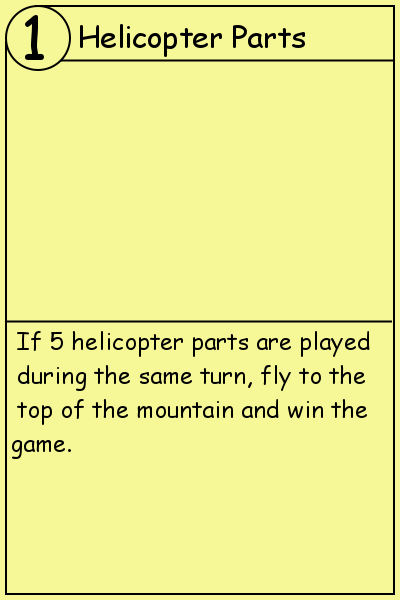 1 Helicopter Parts
If 5 helicopter parts are played
during the same turn, fly to the
top of the mountain and win the
game.